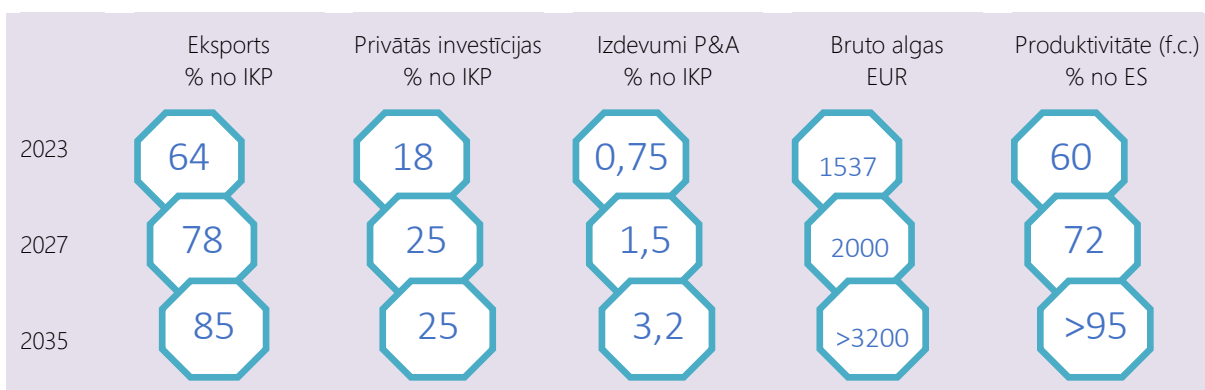 Eksports
% no IKP
Privātās investīcijas
% no IKP
Izdevumi P&A
% no IKP
Bruto algas
EUR
Produktivitāte (f.c.)
% no ES
2023
64
18
0,75
1537
60
2027
78
25
1,5
2000
72
2035
85
25
3,2
>3200
>95